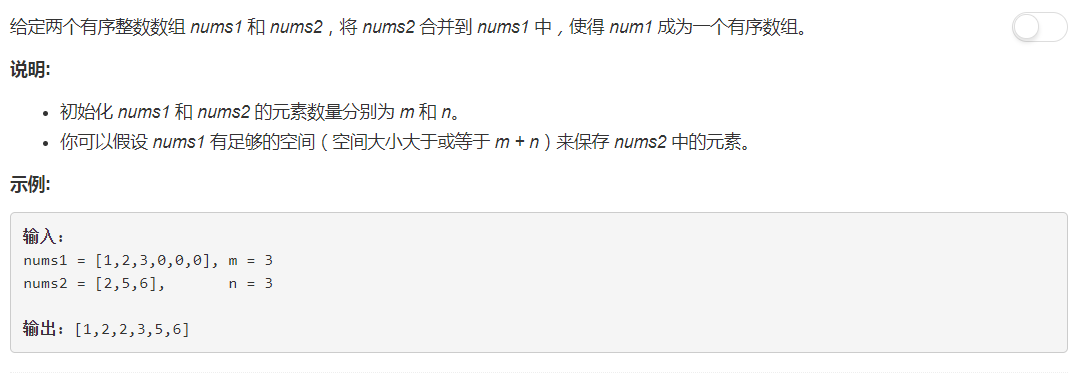 给定两个有序整数数组 nums1 和 nums2，将 nums2 合并到 nums1 中，使得 num1 成为一个有序数组。
说明:
• 初始化 nums1 和 nums2 的元素数量分别为 m 和 n。
• 你可以假设 nums1 有足够的空间（空间大小大于或等于 m + n）来保存 nums2 中的元素。
示例:
输入:
nums1 = [1,2,3,0,0,0], m = 3
nums2 = [2,5,6],       n = 3
输出: [1,2,2,3,5,6]